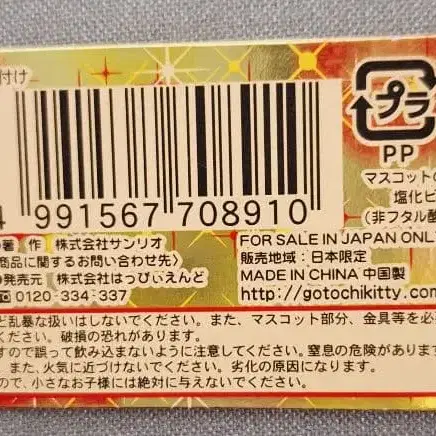 付け
プラ
PP
マスコットの
塩化ビ
(非フタル酸
4 991567 708910
の著 作 株式会社サンリオ
商品に関するお問い合わせ先〉
の発売元 株式会社はっぴぃえんど
0120-334-337
FOR SALE IN JAPAN ONL
販売地域：日本限定
MADE IN CHINA 中国製
http://gotochikitty.com
ど乱暴な扱いはしないでください。また、マスコット部分、金具等を必
ください。破損の恐れがあります。
すので誤って飲み込まないように注意してください。窒息の危険があります
。また、火気に近づけないでください。劣化の原因になります。
ので、小さなお子様には絶対に与えないでください。